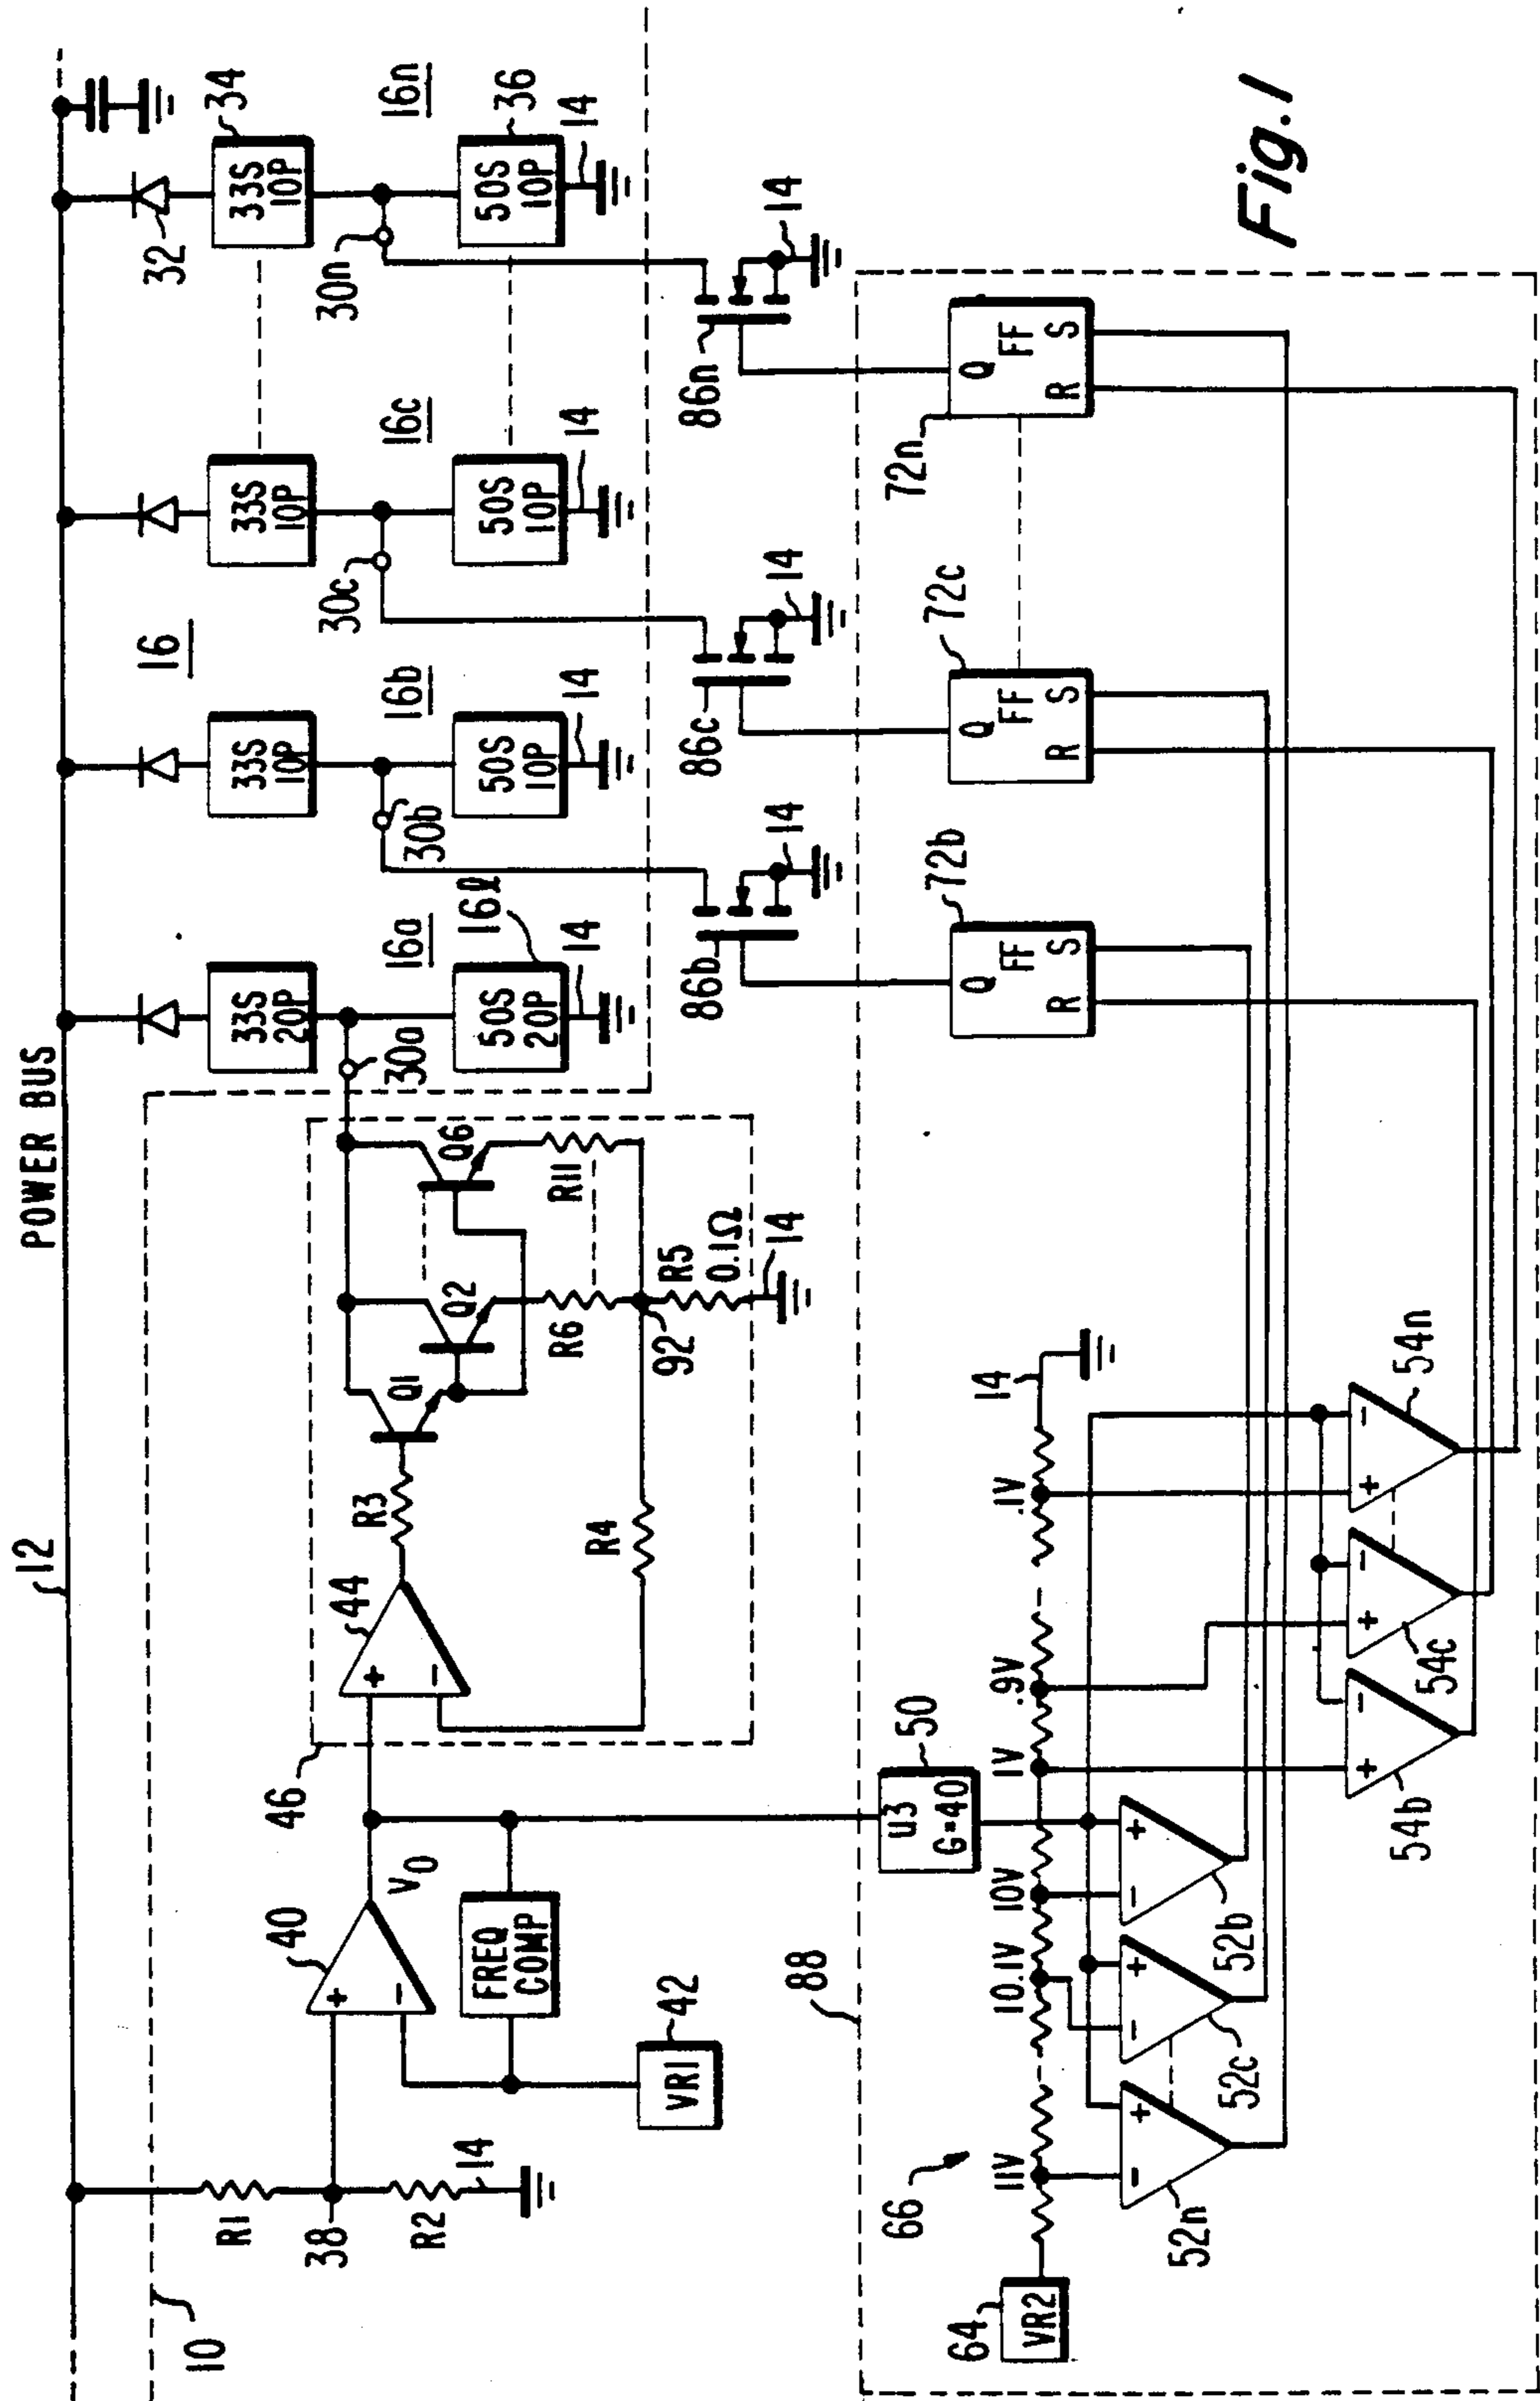 POWER BUS
12
16
32
34
33S
20P
33S
10P
33S
10P
33S
10P
30a
30b
30c
30n
16a
16b
16c
16n
16l
50S
20P
50S
10P
50S
10P
50S
10P
36
14
14
14
14
10
R1
38
R2
14
40
+
−
V0
FREQ
COMP
VR1
42
46
44
+
−
R3
Q1
Q2
Q6
R4
R6
R11
92
R5
0.1Ω
14
86b
14
86c
14
86n
14
88
72b
Q
FF
R S
72c
Q
FF
R S
72n
Q
FF
R S
50
u3
G=40
66
64
VR2
11V
10.1V
10V
1V
.9V
.1V
14
−
+
52n
−
+
52c
−
+
52b
+
−
54b
+
−
54c
+
−
54n
Fig. 1